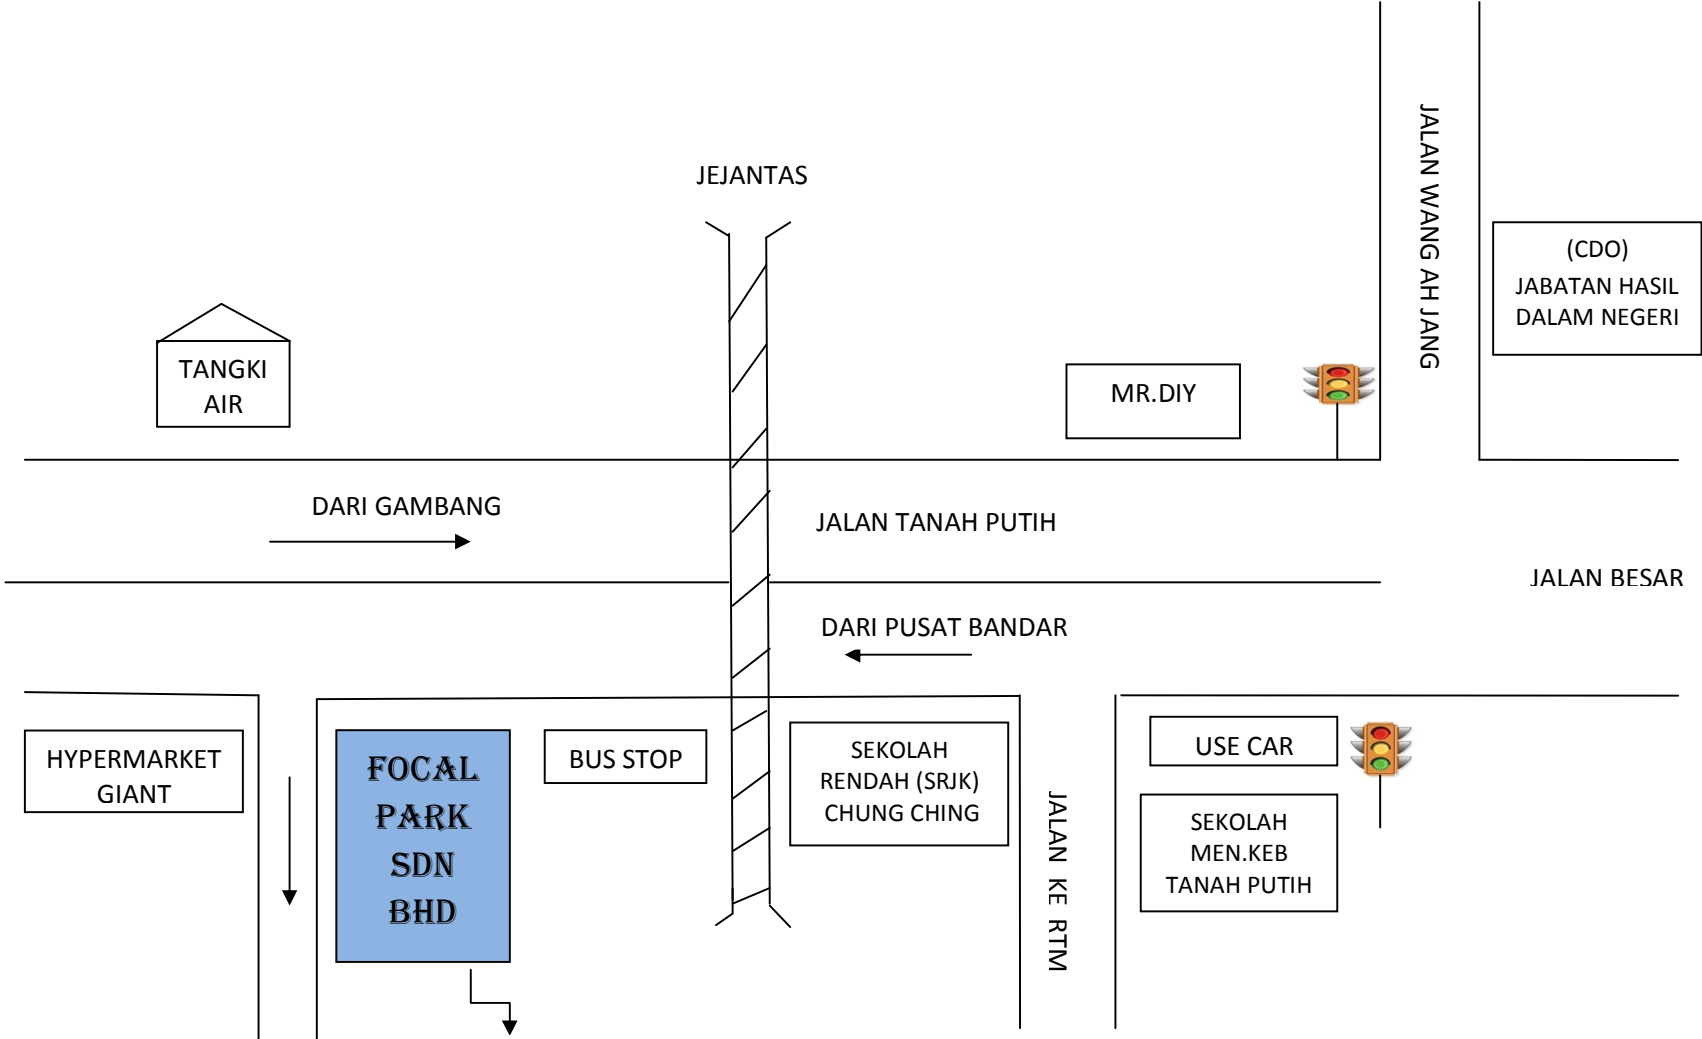 JEJANTAS
JALAN WANG AH JANG
(CDO)
JABATAN HASIL
DALAM NEGERI
TANGKI
AIR
MR.DIY
DARI GAMBANG
JALAN TANAH PUTIH
JALAN BESAR
DARI PUSAT BANDAR
HYPERMARKET
GIANT
FOCAL
PARK
SDN
BHD
BUS STOP
SEKOLAH
RENDAH (SRJK)
CHUNG CHING
JALAN KE RTM
USE CAR
SEKOLAH
MEN.KEB
TANAH PUTIH